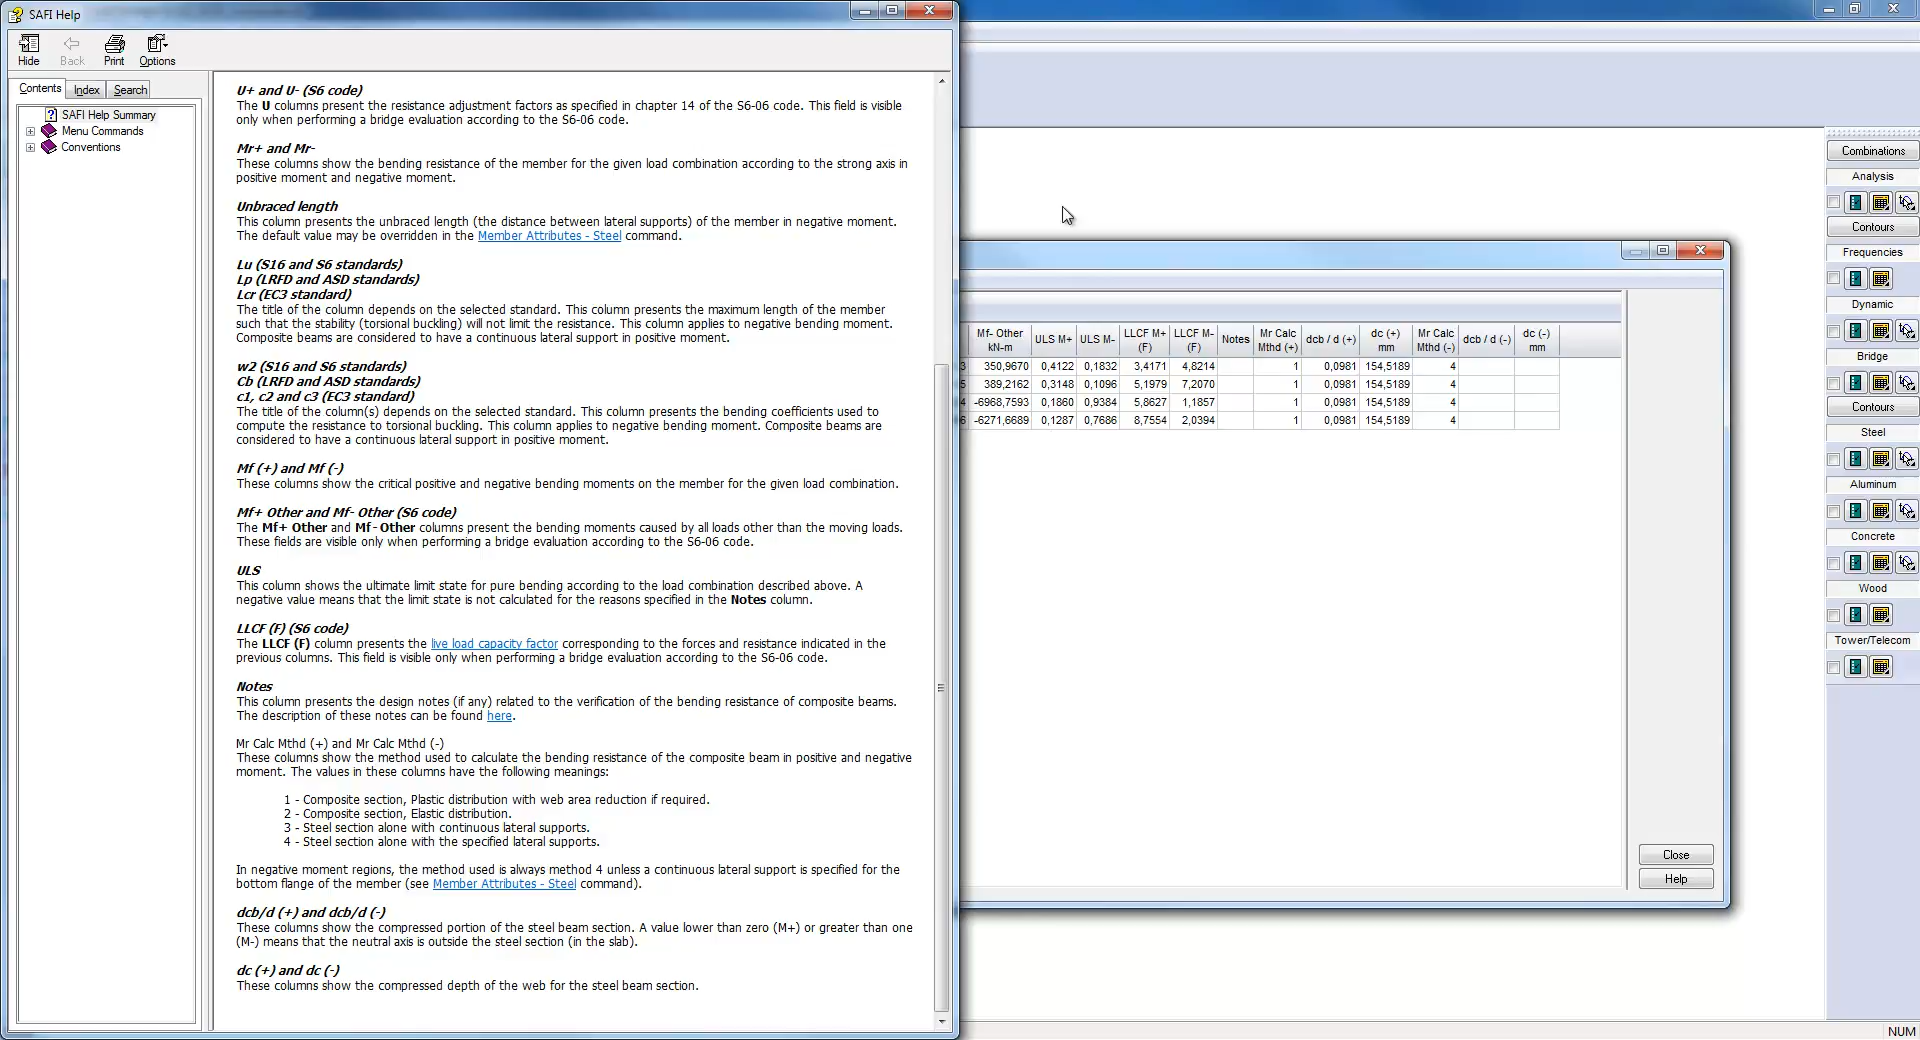 SAFI Help
Hide
Back
Print
Options
Contents
Index
Search
SAFI Help Summary
Menu Commands
Conventions
U+ and U- (S6 code)
The U columns present the resistance adjustment factors as specified in chapter 14 of the S6-06 code. This field is visible
only when performing a bridge evaluation according to the S6-06 code.
Mr+ and Mr-
These columns show the bending resistance of the member for the given load combination according to the strong axis in
positive moment and negative moment.
Unbraced length
This column presents the unbraced length (the distance between lateral supports) of the member in negative moment.
The default value may be overridden in the Member Attributes - Steel command.
Lu (S16 and S6 standards)
Lp (LRFD and ASD standards)
Lcr (EC3 standard)
The title of the column depends on the selected standard. This column presents the maximum length of the member
such that the stability (torsional buckling) will not limit the resistance. This column applies to negative bending moment.
Composite beams are considered to have a continuous lateral support in positive moment.
w2 (S16 and S6 standards)
Cb (LRFD and ASD standards)
c1, c2 and c3 (EC3 standard)
The title of the column(s) depends on the selected standard. This column presents the bending coefficients used to
compute the resistance to torsional buckling. This column applies to negative bending moment. Composite beams are
considered to have a continuous lateral support in positive moment.
Mf (+) and Mf (-)
These columns show the critical positive and negative bending moments on the member for the given load combination.
Mf+ Other and Mf- Other (S6 code)
The Mf+ Other and Mf- Other columns present the bending moments caused by all loads other than the moving loads.
These fields are visible only when performing a bridge evaluation according to the S6-06 code.
ULS
This column shows the ultimate limit state for pure bending according to the load combination described above. A
negative value means that the limit state is not calculated for the reasons specified in the Notes column.
LLCF (F) (S6 code)
The LLCF (F) column presents the live load capacity factor corresponding to the forces and resistance indicated in the
previous columns. This field is visible only when performing a bridge evaluation according to the S6-06 code.
Notes
This column presents the design notes (if any) related to the verification of the bending resistance of composite beams.
The description of these notes can be found here.
Mr Calc Mthd (+) and Mr Calc Mthd (-)
These columns show the method used to calculate the bending resistance of the composite beam in positive and negative
moment. The values in these columns have the following meanings:
1 - Composite section, Plastic distribution with web area reduction if required.
2 - Composite section, Elastic distribution.
3 - Steel section alone with continuous lateral supports.
4 - Steel section alone with the specified lateral supports.
In negative moment regions, the method used is always method 4 unless a continuous lateral support is specified for the
bottom flange of the member (see Member Attributes - Steel command).
dcb/d (+) and dcb/d (-)
These columns show the compressed portion of the steel beam section. A value lower than zero (M+) or greater than one
(M-) means that the neutral axis is outside the steel section (in the slab).
dc (+) and dc (-)
These columns show the compressed depth of the web for the steel beam section.
Mf- Other kN-m ULS M+ ULS M- LLCF M+ (F) LLCF M- (F) Notes Mr Calc Mthd (+) dcb / d (+) dc (+) mm Mr Calc Mthd (-) dcb / d (-) dc (-) mm
3 350,9670 0,4122 0,1832 3,4171 4,8214 1 0,0981 154,5189 4
5 389,2162 0,3148 0,1096 5,1979 7,2070 1 0,0981 154,5189 4
4 -6968,7593 0,1860 0,9384 5,8627 1,1857 1 0,0981 154,5189 4
6 -6271,6689 0,1287 0,7686 8,7554 2,0394 1 0,0981 154,5189 4
Close
Help
Combinations
Analysis
Contours
Frequencies
Dynamic
Bridge
Contours
Steel
Aluminum
Concrete
Wood
Tower/Telecom
NUM